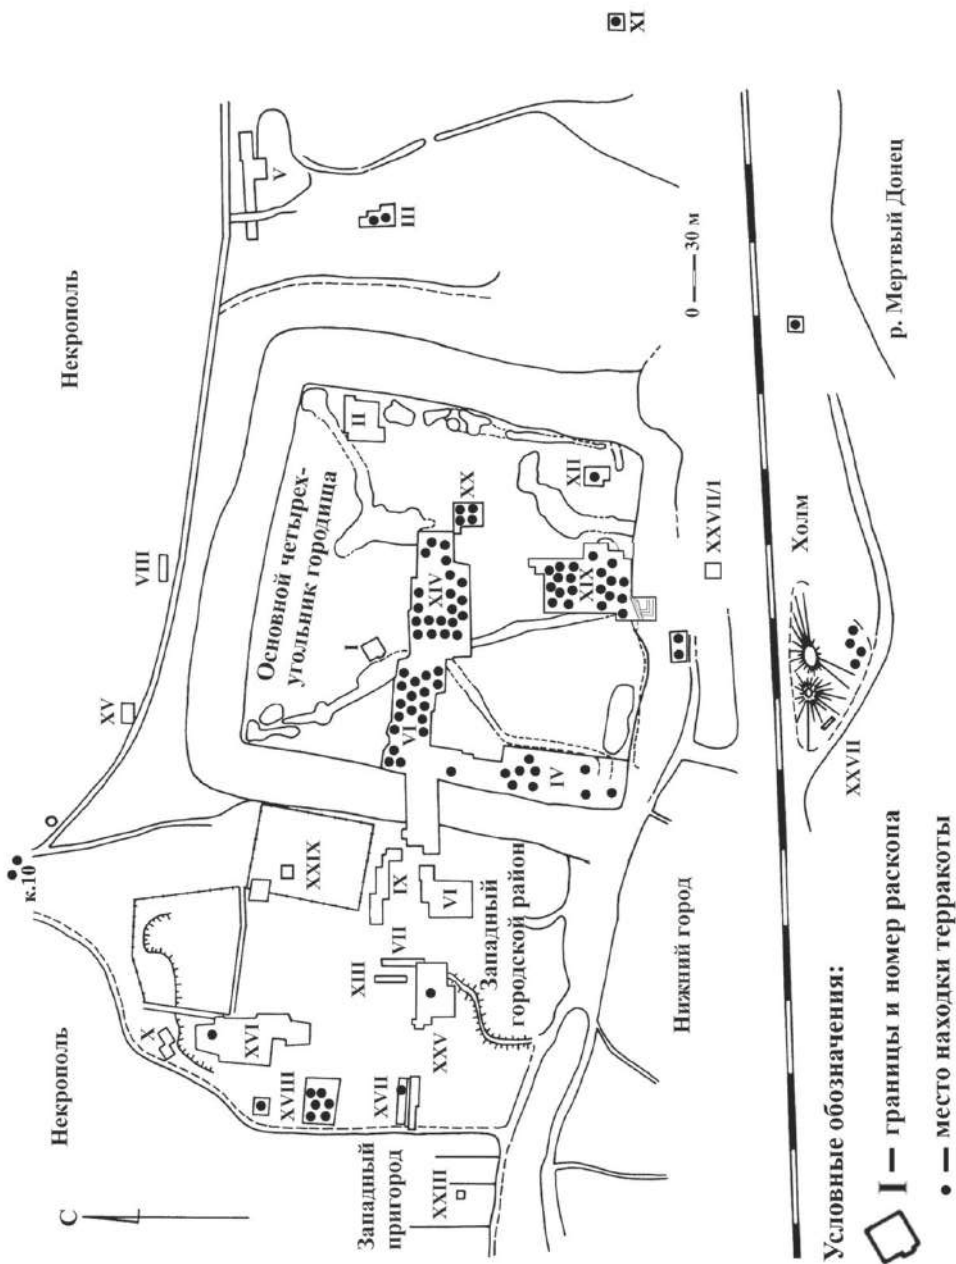 С
Некрополь
Некрополь
к.10
XI
V
III
VIII
XV
Основной четырех-
угольник городища
II
I
XX
XIV
VI
IV
XII
XIX
XXIX
IX
VI
VII
XIII
XXV
Западный
городской район
X
XVI
XVIII
XVII
Западный
пригород
XXIII
Нижний город
XXVII/1
0 — 30 м
Холм
XXVII
р. Мертвый Донец
Условные обозначения:
I — границы и номер раскопа
• — место находки терракоты